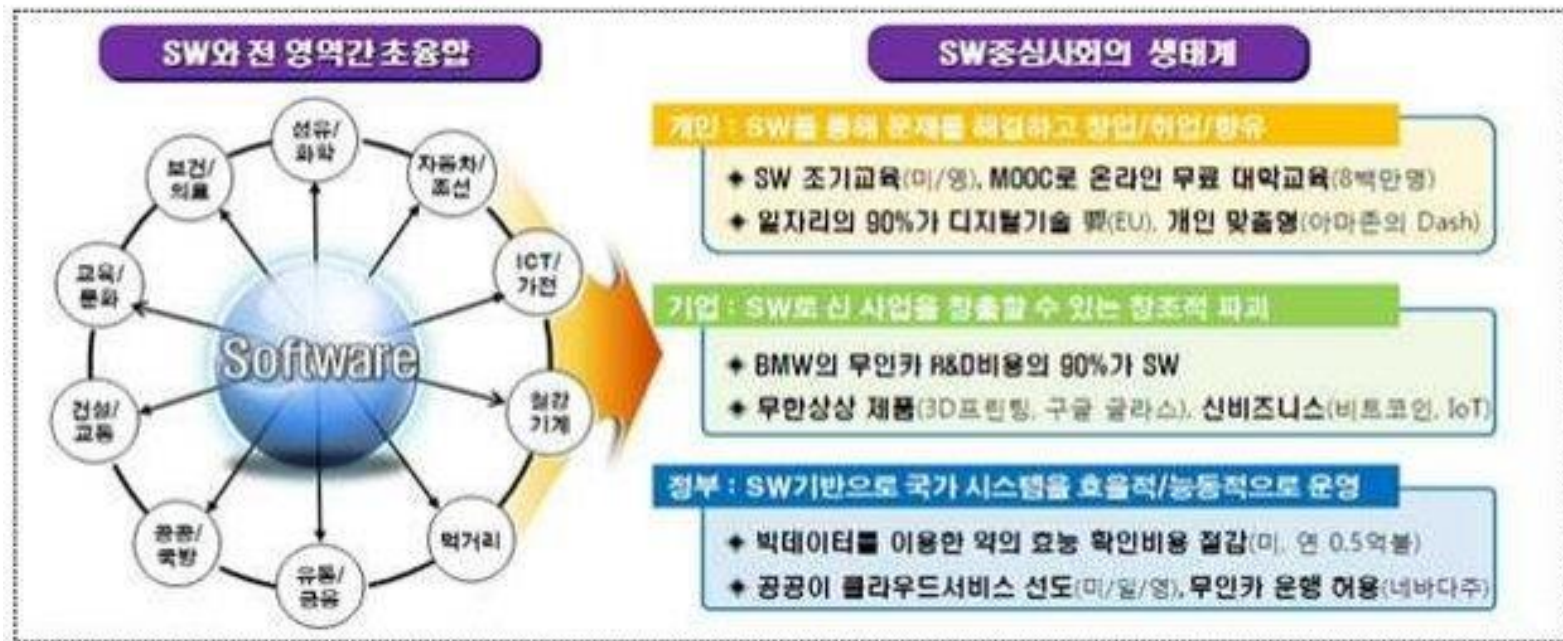 SW와 전 영역간 초융합
섬유/
화학
자동차/
조선
ICT/
가전
철강
기계
먹거리
유통/
금융
공공/
국방
건설/
교통
교육/
문화
보건/
의료
Software
SW중심사회의 생태계
개인 : SW를 통해 문제를 해결하고 창업/취업/향유
◆ SW 조기교육(미/영), MOOC로 온라인 무료 대학교육(8백만명)
◆ 일자리의 90%가 디지털기술 要(EU), 개인 맞춤형(아마존의 Dash)
기업 : SW로 신 사업을 창출할 수 있는 창조적 파괴
◆ BMW의 무인카 R&D비용의 90%가 SW
◆ 무한상상 제품(3D프린팅, 구글 글라스), 신비즈니스(비트코인, IoT)
정부 : SW기반으로 국가 시스템을 효율적/능동적으로 운영
◆ 빅데이터를 이용한 약의 효능 확인비용 절감(미, 연 0.5억불)
◆ 공공이 클라우드서비스 선도(미/일/영), 무인카 운행 허용(네바다주)